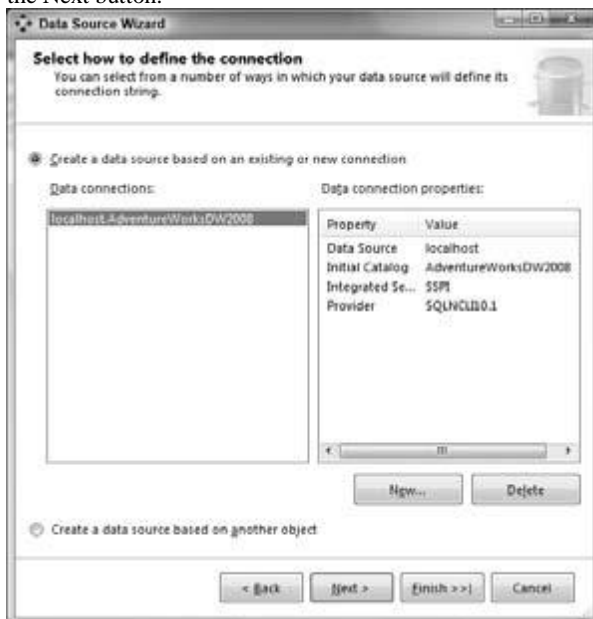 the Next button.
Data Source Wizard
Select how to define the connection
You can select from a number of ways in which your data source will define its
connection string.
Create a data source based on an existing or new connection
Data connections:
Data connection properties:
localhost.AdventureWorksDW2008
Property Value
Data Source localhost
Initial Catalog AdventureWorksDW2008
Integrated Se... SSPI
Provider SQLNCLI10.1
New...
Delete
Create a data source based on another object
< Back
Next >
Finish >>|
Cancel